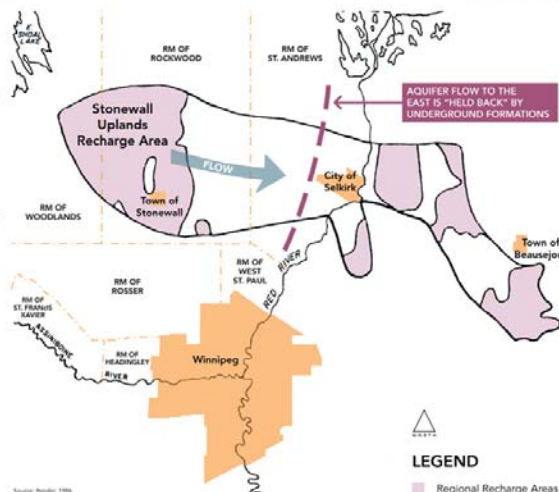 E.
SHOAL
LAKE
RM OF
ROCKWOOD
RM OF
ST. ANDREWS
AQUIFER FLOW TO THE
EAST IS “HELD BACK” BY
UNDERGROUND FORMATIONS
Stonewall
Uplands
Recharge Area
FLOW
City of
Selkirk
Town of
Stonewall
RM OF
WOODLANDS
Town of
Beausejour
RM OF
ROSSER
RM OF
WEST
ST. PAUL
RED RIVER
RM OF
ST. FRANCIS
XAVIER
ASSINIBOINE
RIVER
RM OF
HEADINGLEY
Winnipeg
NORTH
LEGEND
Regional Recharge Areas